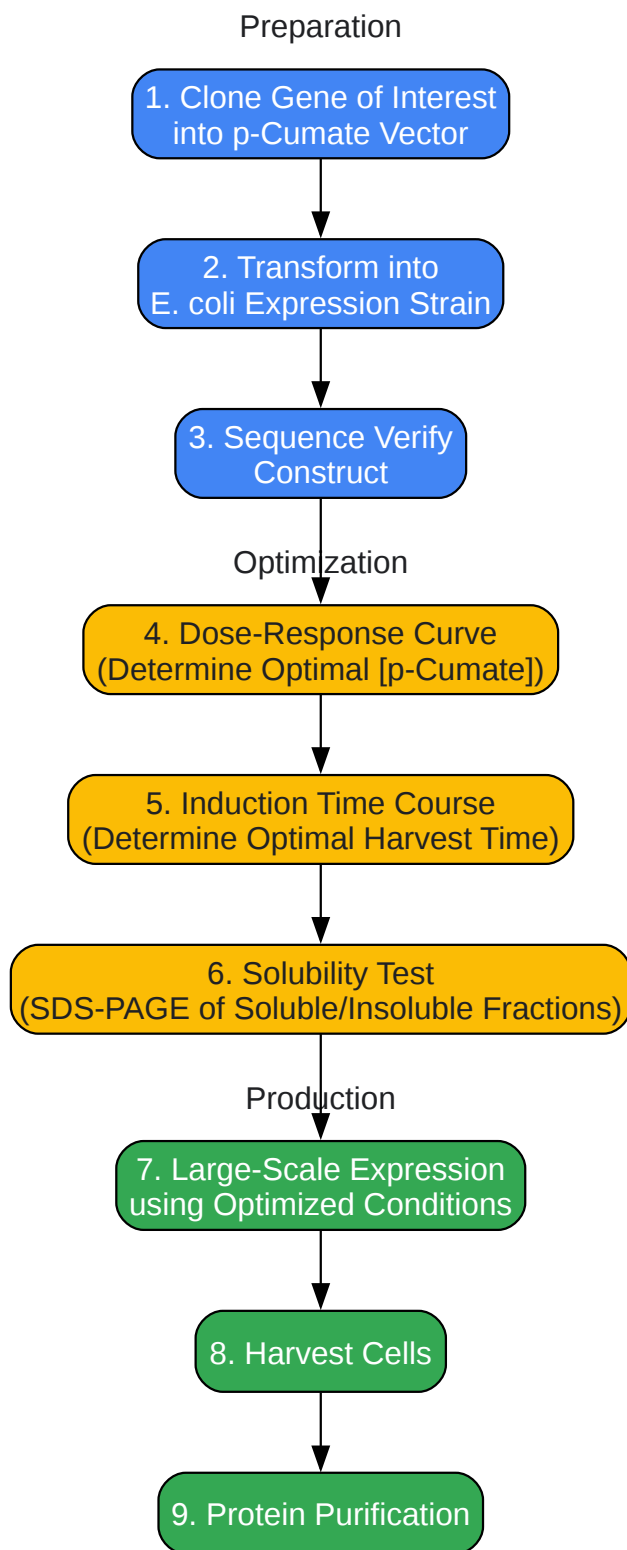 Preparation
1. Clone Gene of Interest
into p-Cumate Vector
2. Transform into
E. coli Expression Strain
3. Sequence Verify
Construct
Optimization
4. Dose-Response Curve
(Determine Optimal [p-Cumate])
5. Induction Time Course
(Determine Optimal Harvest Time)
6. Solubility Test
(SDS-PAGE of Soluble/Insoluble Fractions)
Production
7. Large-Scale Expression
using Optimized Conditions
8. Harvest Cells
9. Protein Purification